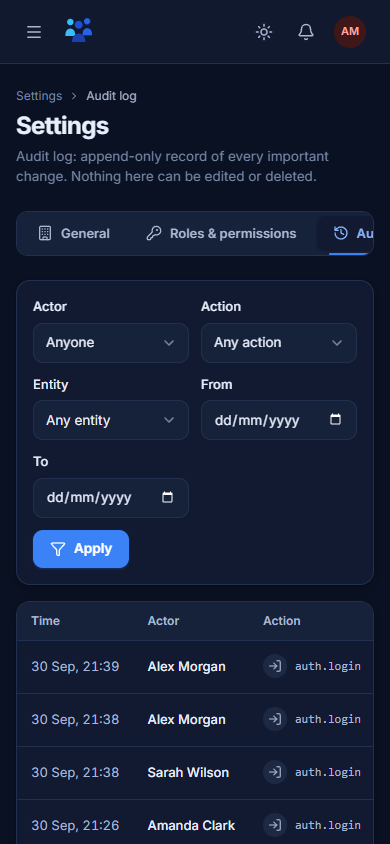 AM
Settings > Audit log
Settings
Audit log: append-only record of every important
change. Nothing here can be edited or deleted.
General Roles & permissions Au
Actor Action
Anyone Any action
Entity From
Any entity dd/mm/yyyy
To
dd/mm/yyyy
Apply
Time Actor Action
30 Sep, 21:39 Alex Morgan auth.login
30 Sep, 21:38 Alex Morgan auth.login
30 Sep, 21:38 Sarah Wilson auth.login
30 Sep, 21:26 Amanda Clark auth.login